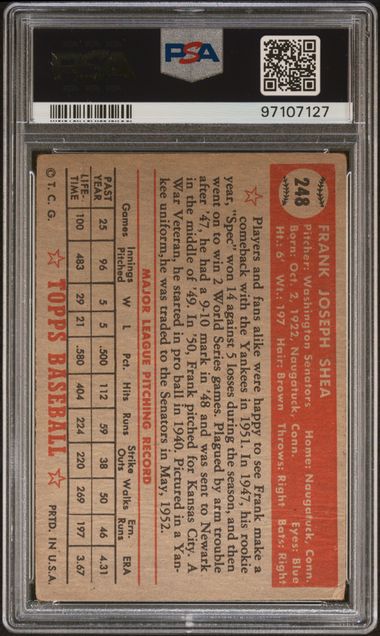 PSA
97107127
248
FRANK JOSEPH SHEA
Pitcher: Washington Senators Home: Naugatuck, Conn.
Born: Oct. 2, 1922, Naugatuck, Conn. Eyes: Blue
Ht.: 6' Wt.: 197 Hair: Brown Throws: Right Bats: Right
Players and fans alike were happy to see Frank make a
comeback with the Yankees in 1951. In 1947, his rookie
year, "Spec" won 14 against 5 losses during the season, and then
went on to win 2 World Series games. Plagued by arm trouble
after '47, he had a 9-10 mark in '48 and was sent to Newark
in the middle of '49. In '50, Frank pitched for Kansas City. A
War Veteran, he started in pro ball in 1940. Pictured in a Yan-
kee uniform, he was traded to the Senators in May, 1952.
MAJOR LEAGUE PITCHING RECORD
Games Innings Pitched W L Pct. Hits Runs Strike Outs Walks Ern. Runs ERA
PAST YEAR 25 96 5 5 .500 112 59 38 50 46 4.31
LIFE TIME 100 483 29 21 .580 404 224 220 269 197 3.67
© T. C. G. TOPPS BASEBALL PRTD. IN U.S.A.